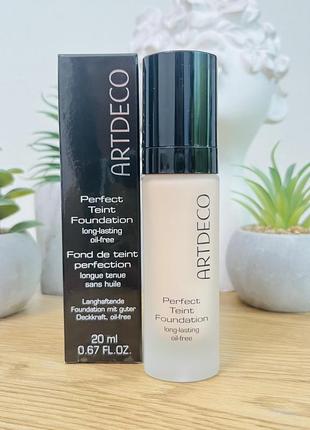 ARTDECO
Perfect
Teint
Foundation
long-lasting
oil-free
Fond de teint
perfection
longue tenue
sans huile
Langhaftende
Foundation mit guter
Deckkraft, oil-free
20 ml
0.67 FL.OZ.
ARTDECO
Perfect
Teint
Foundation
long-lasting
oil-free